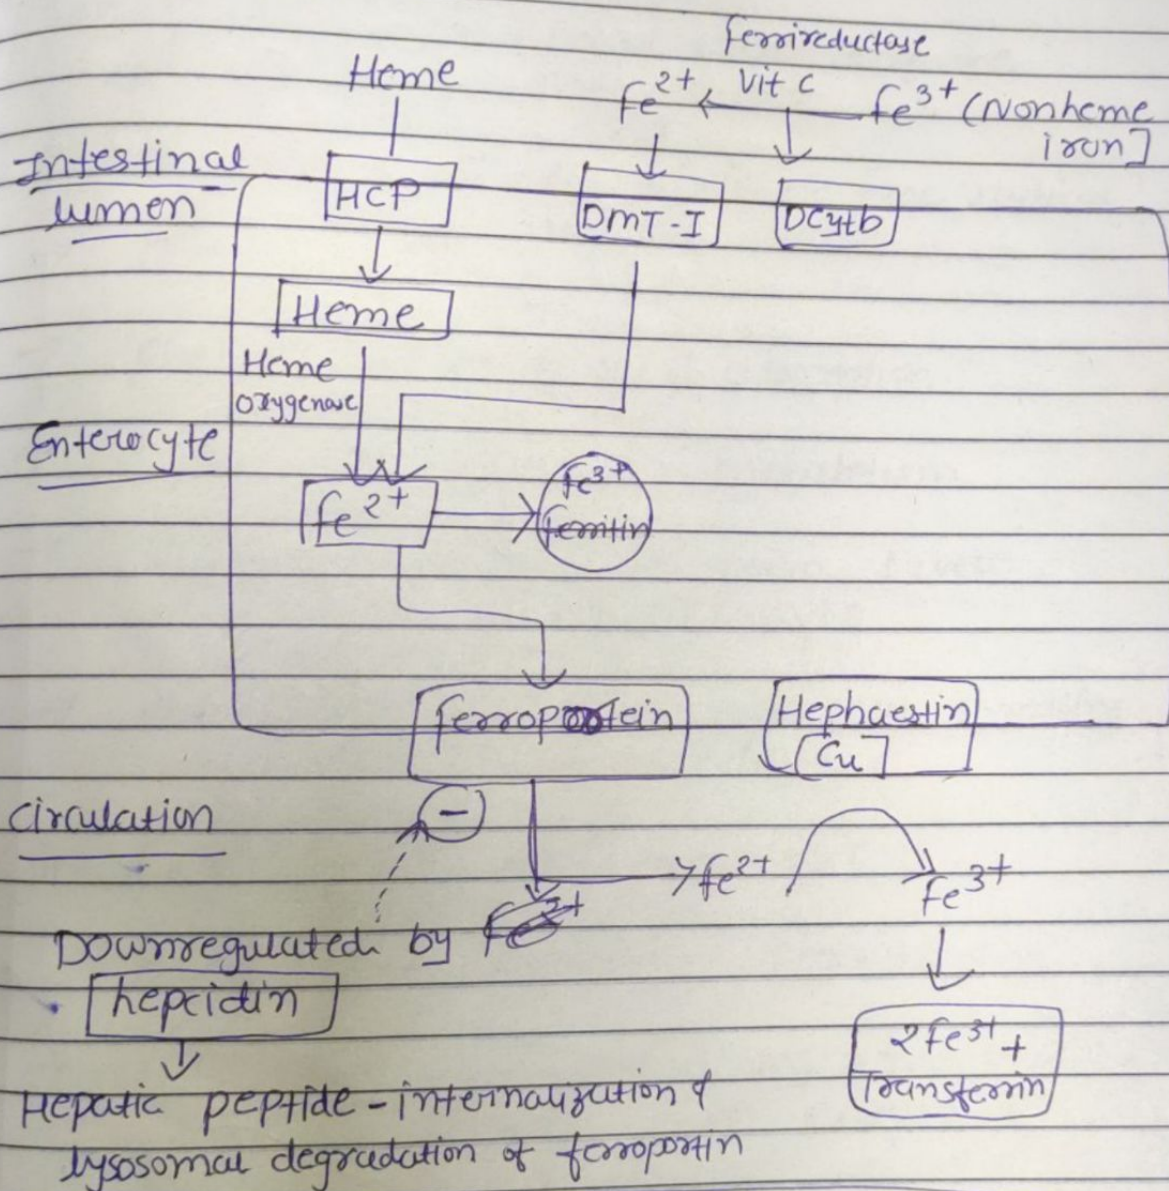 ferrireductase
Heme
Fe2+ ← Vit C Fe3+ (Nonheme
iron]
Intestinal
lumen
HCP
DMT-I
DCytb
Heme
Heme
oxygenase
Enterocyte
Fe2+
Fe3+
ferritin
ferroportein
Hephaestin
[Cu]
circulation
−
Fe2+
Fe3+
Downregulated by
hepcidin
2Fe3+ +
Transferrin
Hepatic peptide - internalization &
lysosomal degradation of ferroportin